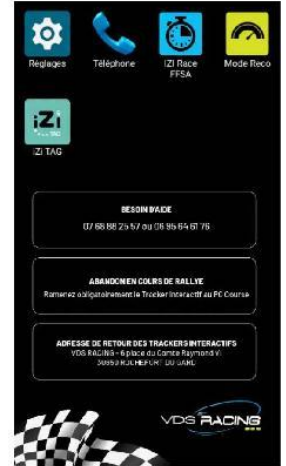 Réglages
Téléphone
IZI Race
FFSA
Mode Reco
iZi
iZI TAG
BESOIN D'AIDE
07 68 88 25 57 ou 06 95 64 61 76
ABANDON EN COURS DE RALLYE
Ramenez obligatoirement le Tracker Interactif au PC Course
ADRESSE DE RETOUR DES TRACKERS INTERACTIFS
VDS RACING - 6 place du Comte Raymond VI
30650 ROCHEFORT DU GARD
VDS RACING